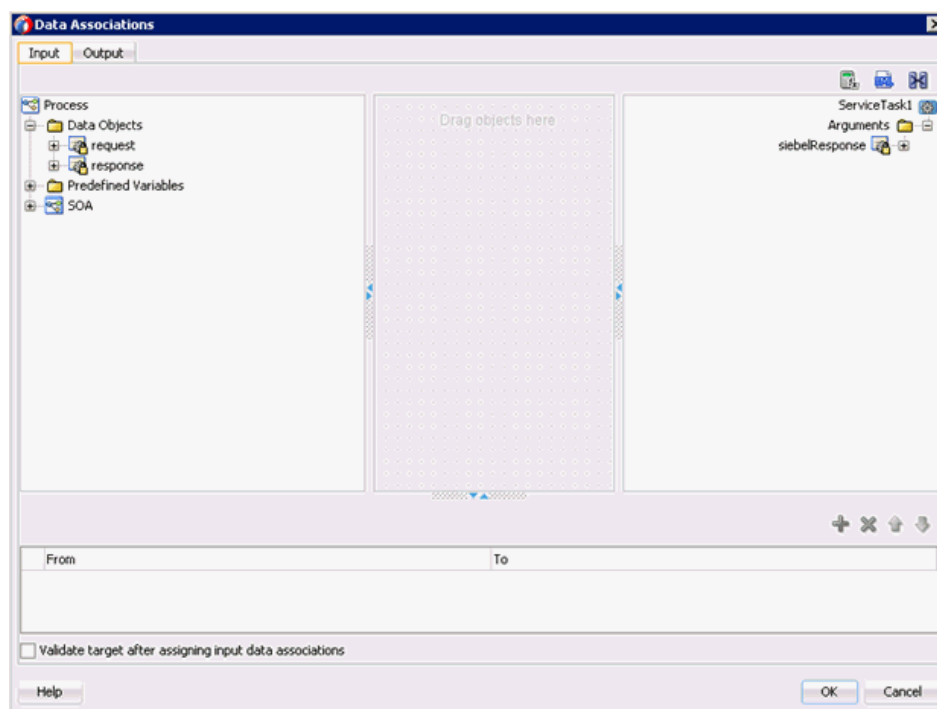 Data Associations
Input Output
Process
Data Objects
request
response
Predefined Variables
SOA
Drag objects here
ServiceTask1
Arguments
siebelResponse
From To
Validate target after assigning input data associations
Help OK Cancel